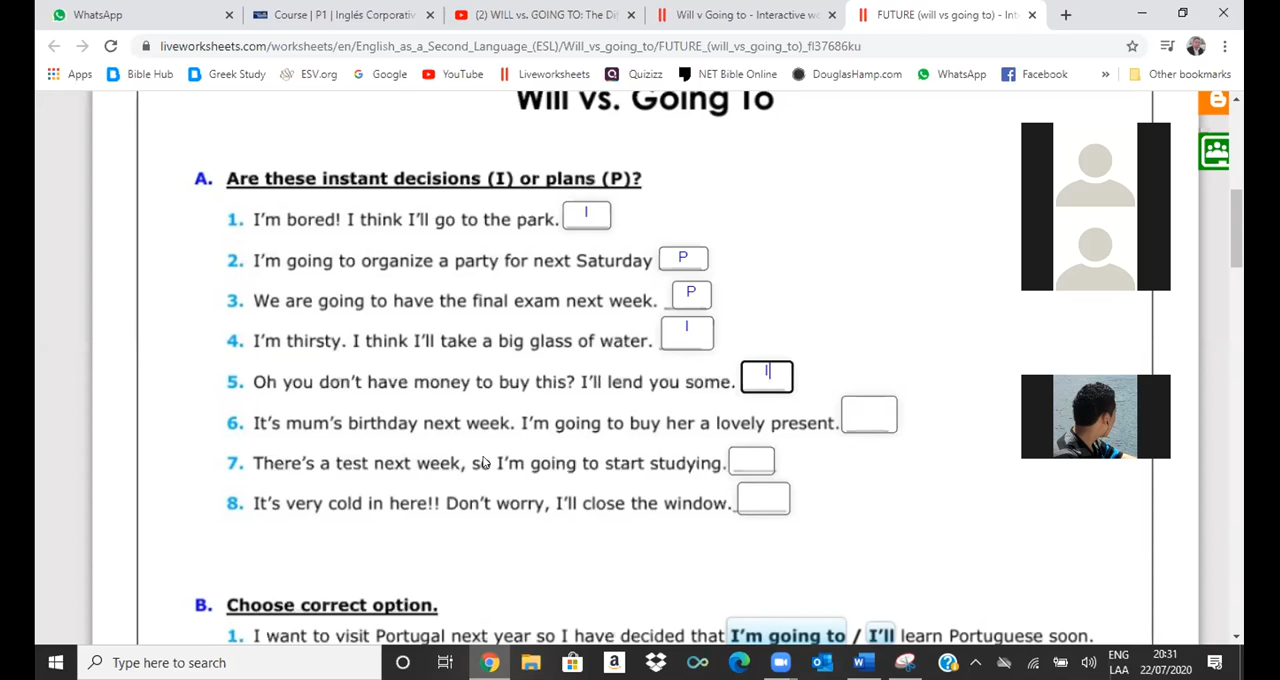 WhatsApp
Course | P1 | Inglés Corporativ
(2) WILL vs. GOING TO: The Di
Will v Going to - Interactive wo
FUTURE (will vs going to) - Int
liveworksheets.com/worksheets/en/English_as_a_Second_Language_(ESL)/Will_vs_going_to/FUTURE_(will_vs_going_to)_fl37686ku
Apps Bible Hub Greek Study ESV.org Google YouTube Liveworksheets Quizizz NET Bible Online DouglasHamp.com WhatsApp Facebook » Other bookmarks
Will vs. Going To
A. Are these instant decisions (I) or plans (P)?
1. I'm bored! I think I'll go to the park. I
2. I'm going to organize a party for next Saturday P
3. We are going to have the final exam next week. P
4. I'm thirsty. I think I'll take a big glass of water. I
5. Oh you don't have money to buy this? I'll lend you some. I
6. It's mum's birthday next week. I'm going to buy her a lovely present.
7. There's a test next week, so I'm going to start studying.
8. It's very cold in here!! Don't worry, I'll close the window.
B. Choose correct option.
1. I want to visit Portugal next year so I have decided that I'm going to / I'll learn Portuguese soon.
Type here to search
ENG
LAA
20:31
22/07/2020